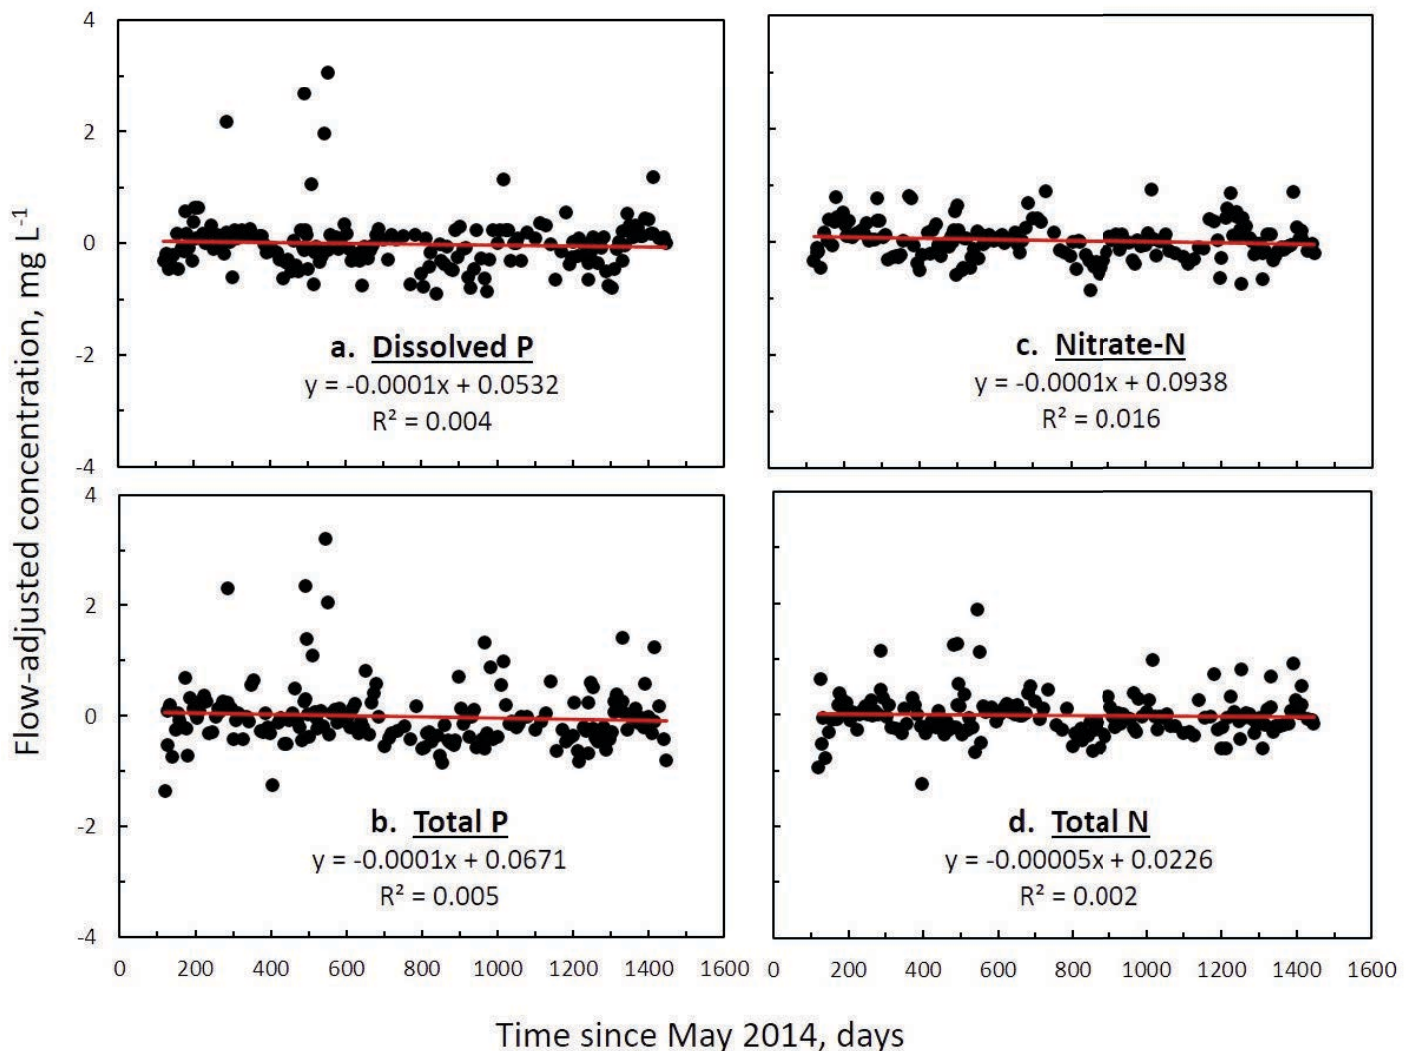 Flow-adjusted concentration, mg L⁻¹
4
2
0
-2
-4
a. Dissolved P
y = -0.0001x + 0.0532
R² = 0.004
c. Nitrate-N
y = -0.0001x + 0.0938
R² = 0.016
4
2
0
-2
-4
b. Total P
y = -0.0001x + 0.0671
R² = 0.005
d. Total N
y = -0.00005x + 0.0226
R² = 0.002
0 200 400 600 800 1000 1200 1400 1600
0 200 400 600 800 1000 1200 1400 1600
Time since May 2014, days